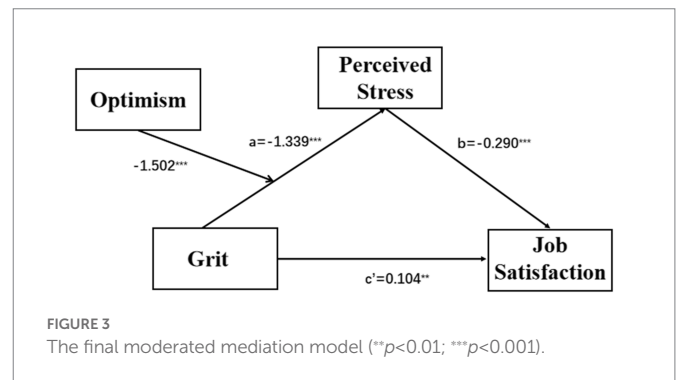 Perceived
Stress
Optimism
a=-1.339***
b=-0.290***
-1.502***
Grit
Job
Satisfaction
c'=0.104**
FIGURE 3
The final moderated mediation model (**p<0.01; ***p<0.001).